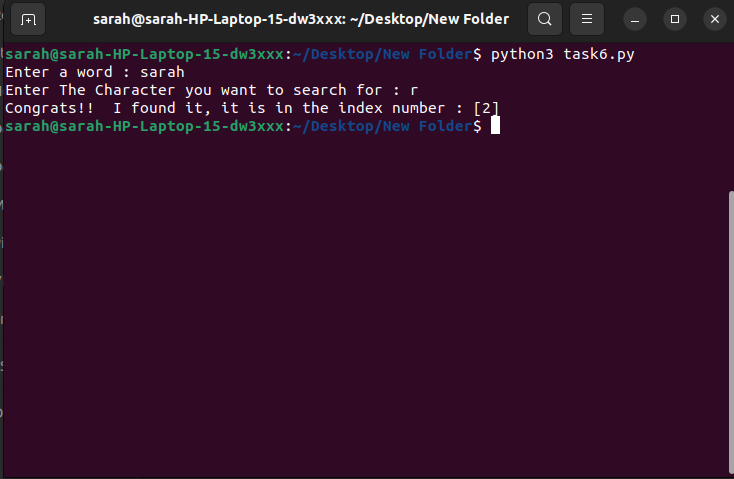 sarah@sarah-HP-Laptop-15-dw3xxx: ~/Desktop/New Folder
sarah@sarah-HP-Laptop-15-dw3xxx:~/Desktop/New Folder$ python3 task6.py
Enter a word : sarah
Enter The Character you want to search for : r
Congrats!!  I found it, it is in the index number : [2]
sarah@sarah-HP-Laptop-15-dw3xxx:~/Desktop/New Folder$